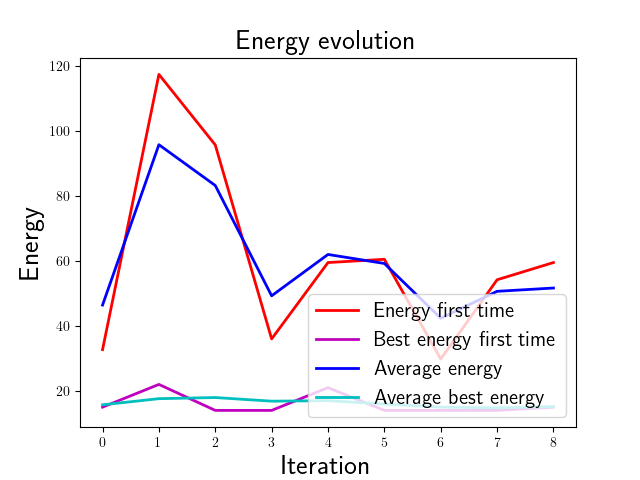 Energy evolution
120
100
80
60
40
20
Energy
0 1 2 3 4 5 6 7 8
Iteration
Energy first time
Best energy first time
Average energy
Average best energy